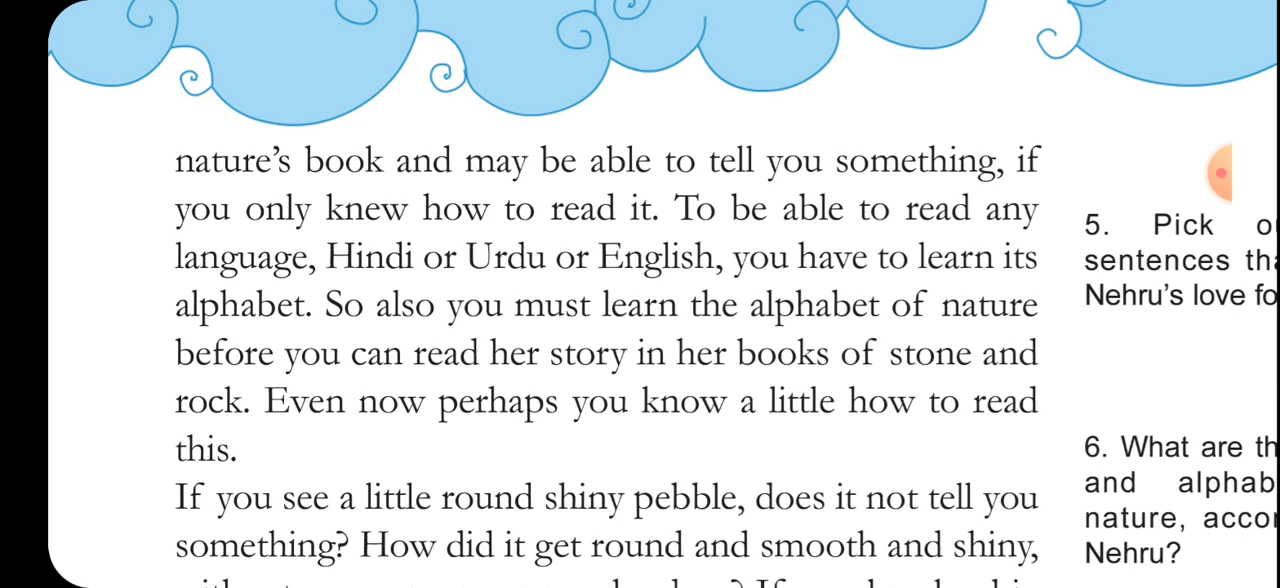 nature's book and may be able to tell you something, if
you only knew how to read it. To be able to read any
language, Hindi or Urdu or English, you have to learn its
alphabet. So also you must learn the alphabet of nature
before you can read her story in her books of stone and
rock. Even now perhaps you know a little how to read
this.
If you see a little round shiny pebble, does it not tell you
something? How did it get round and smooth and shiny,
5. Pick
sentences
Nehru's love
6. What are
and
nature,
Nehru?